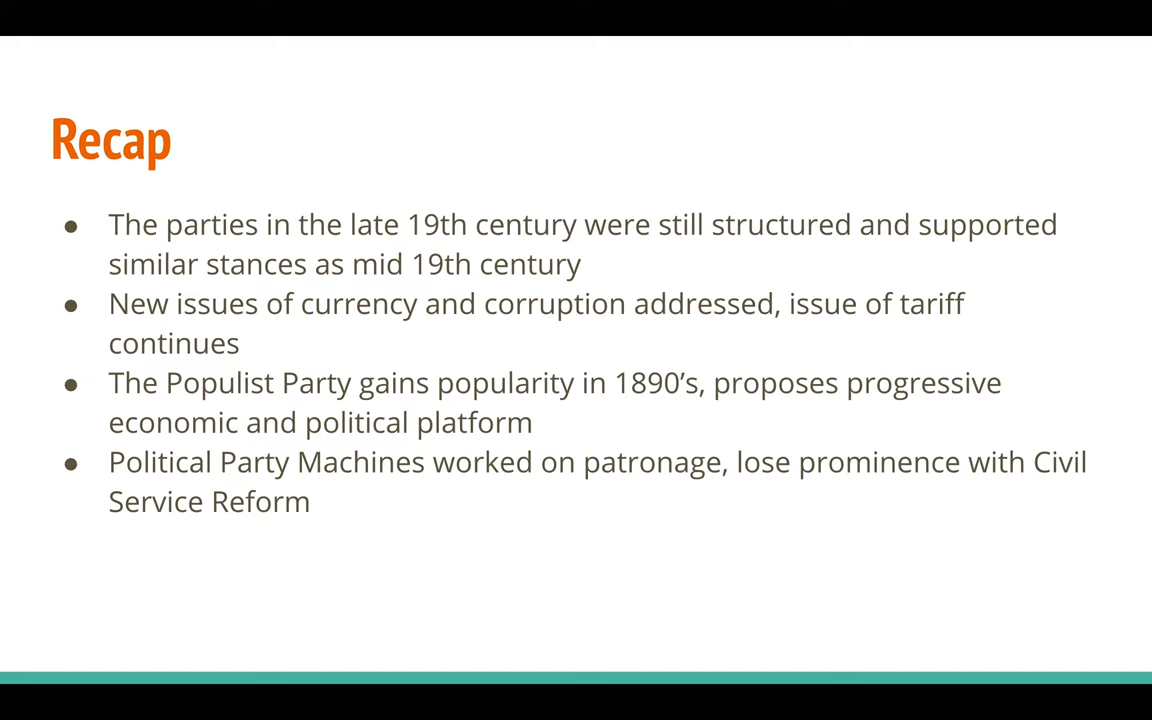 Recap
● The parties in the late 19th century were still structured and supported
similar stances as mid 19th century
● New issues of currency and corruption addressed, issue of tariff
continues
● The Populist Party gains popularity in 1890's, proposes progressive
economic and political platform
● Political Party Machines worked on patronage, lose prominence with Civil
Service Reform